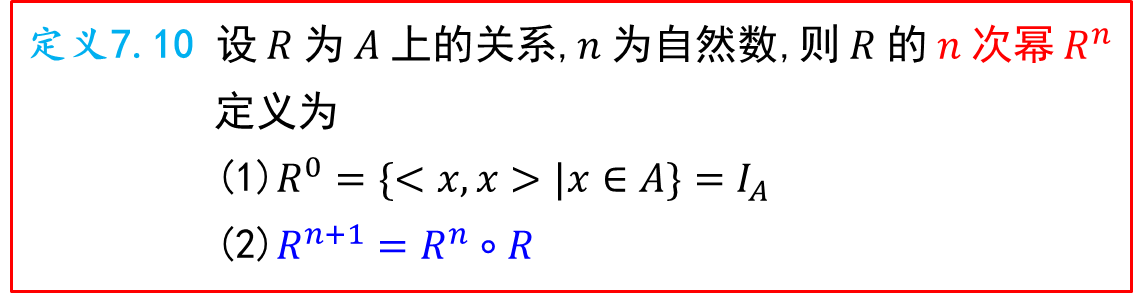 定义7.10 设 R 为 A 上的关系, n 为自然数, 则 R 的 n 次幂 Rⁿ
定义为
(1) R⁰ = {< x, x > |x ∈ A} = I_A
(2) Rⁿ⁺¹ = Rⁿ ∘ R